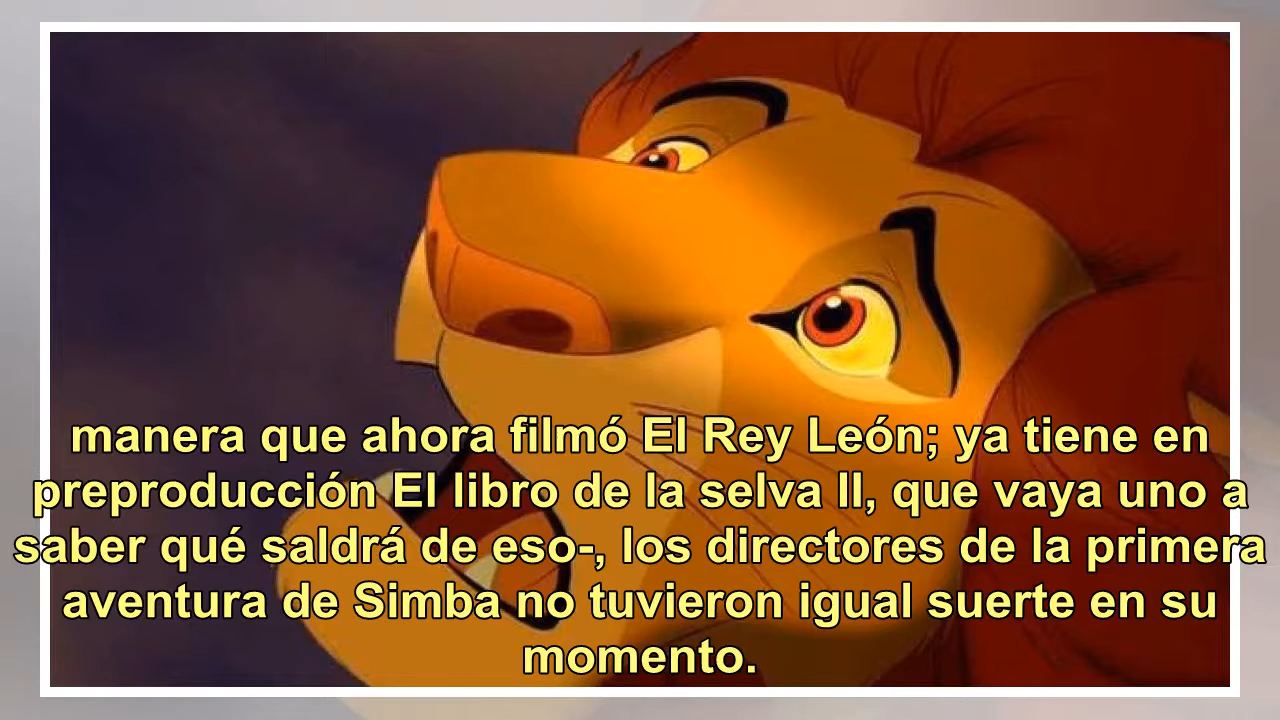 manera que ahora filmó El Rey León; ya tiene en
preproducción El libro de la selva II, que vaya uno a
saber qué saldrá de eso-, los directores de la primera
aventura de Simba no tuvieron igual suerte en su
momento.